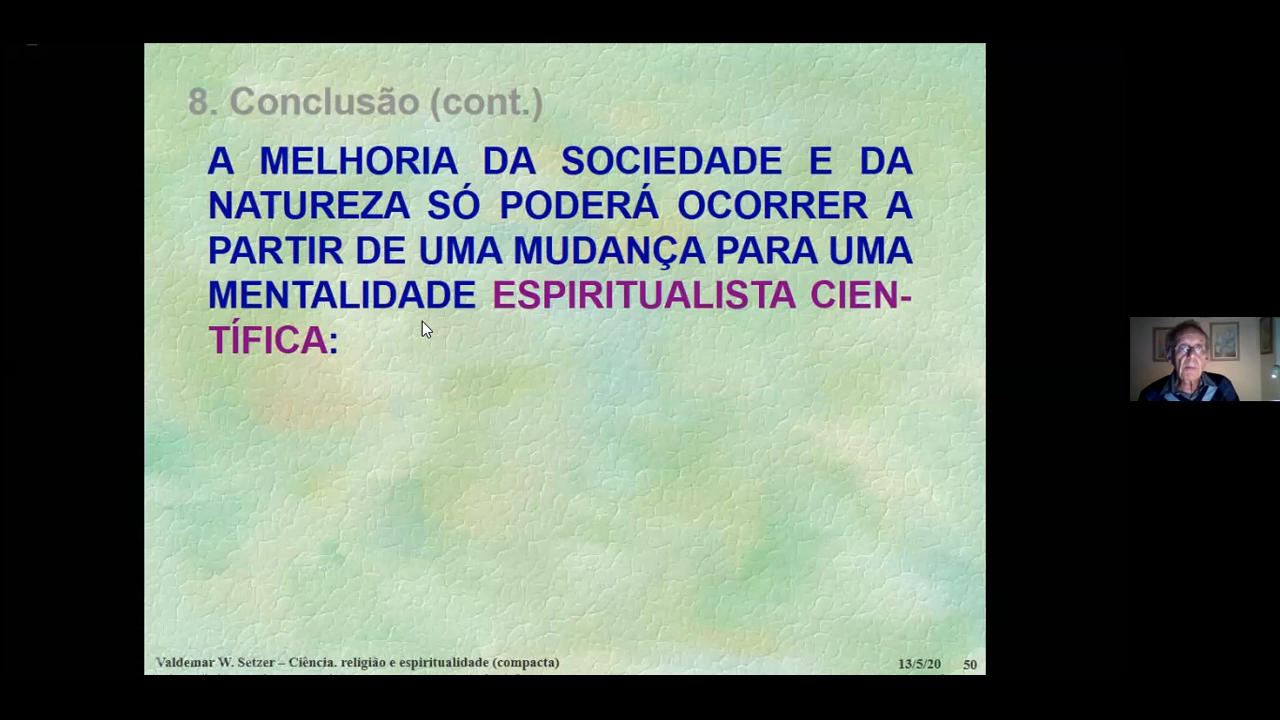 8. Conclusão (cont.)
A MELHORIA DA SOCIEDADE E DA
NATUREZA SÓ PODERÁ OCORRER A
PARTIR DE UMA MUDANÇA PARA UMA
MENTALIDADE ESPIRITUALISTA CIEN-
TÍFICA:
Valdemar W. Setzer – Ciência. religião e espiritualidade (compacta)
13/5/20 50